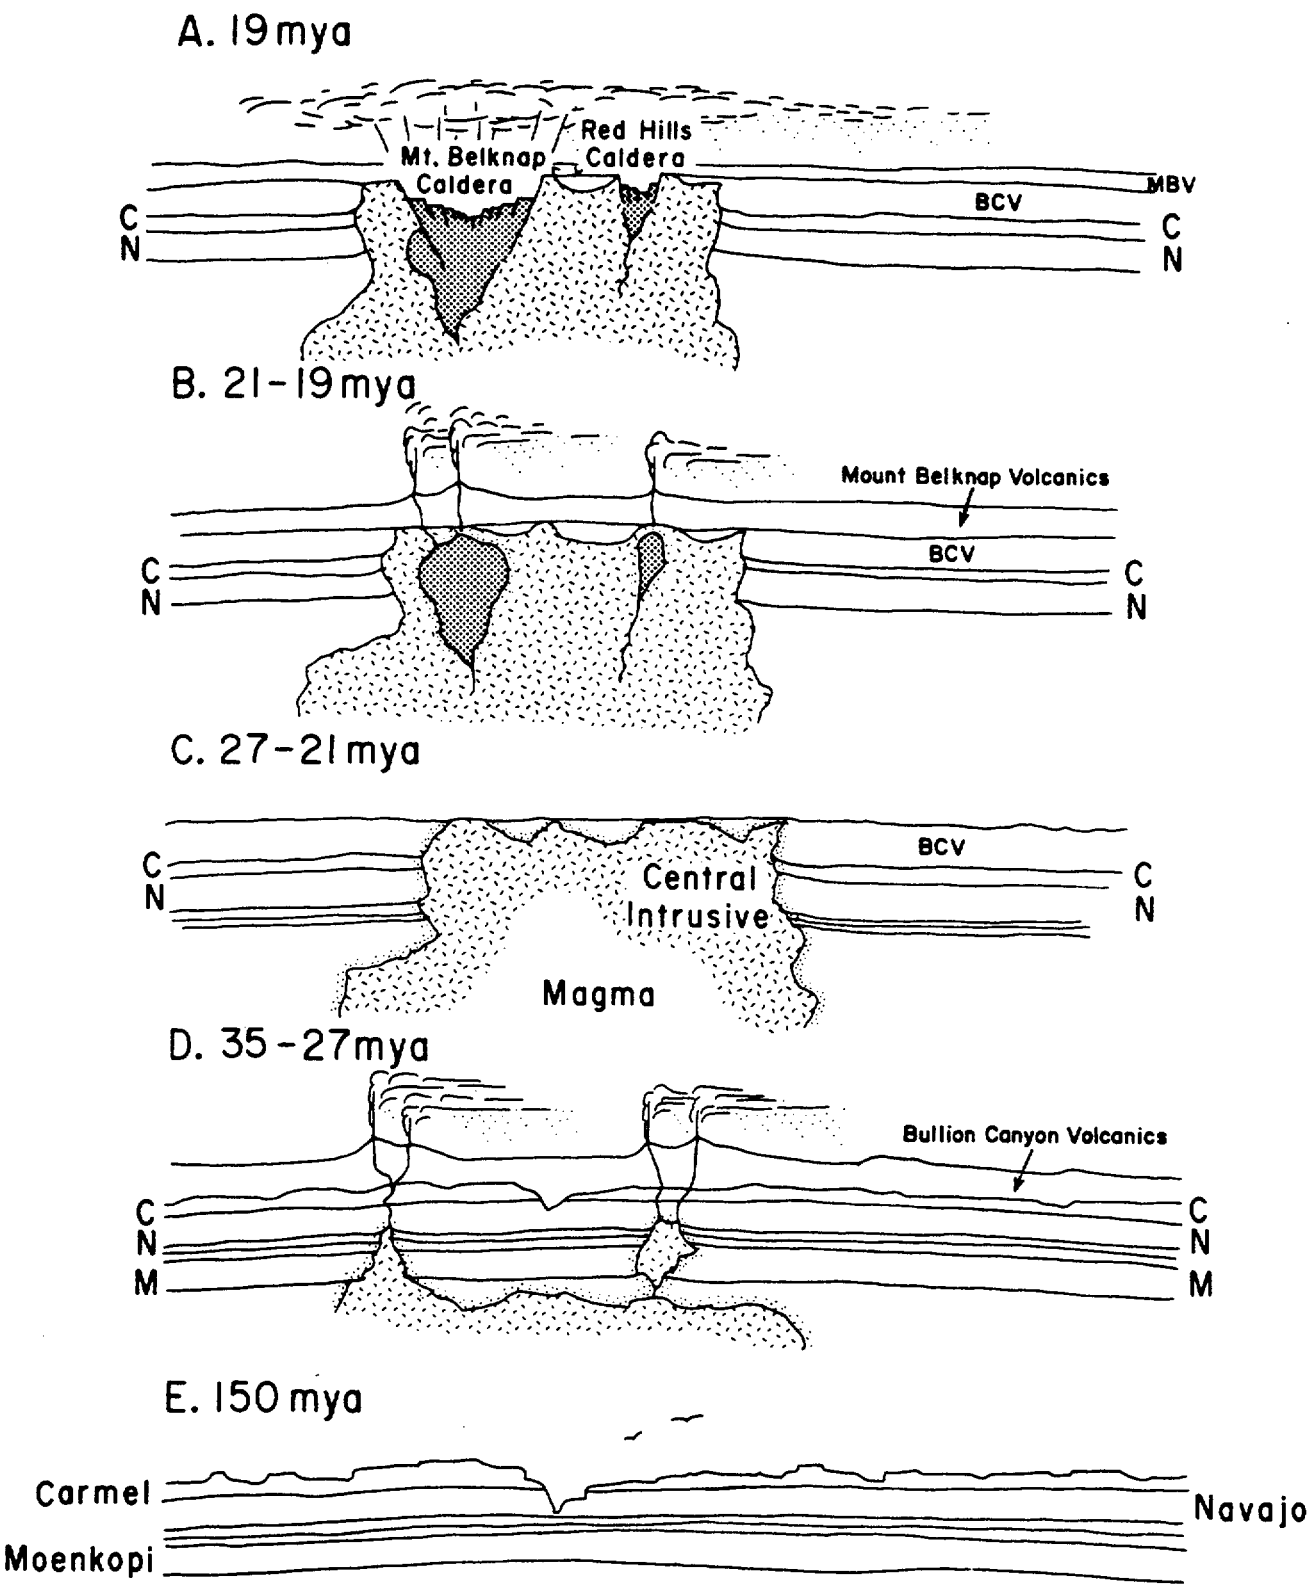 A. 19 mya
Red Hills
Caldera
Mt. Belknap
Caldera
MBV
BCV
C
C
N
N
B. 21-19 mya
Mount Belknap Volcanics
BCV
C
C
N
N
C. 27-21 mya
BCV
C
C
N
N
Central
Intrusive
Magma
D. 35-27 mya
Bullion Canyon Volcanics
C
C
N
N
M
M
E. 150 mya
Carmel
Navajo
Moenkopi